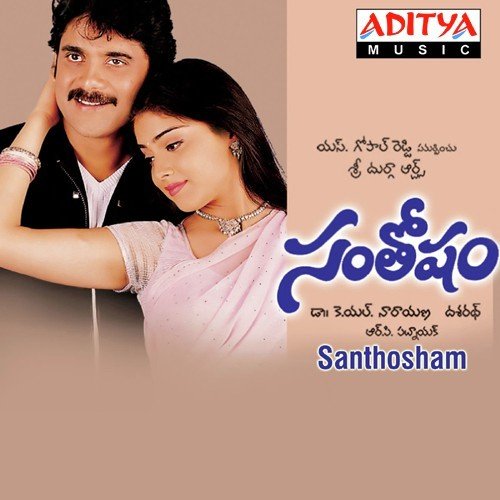 ADITYA
MUSIC
యస్. గోపాల్ రెడ్డి సమర్పించు
శ్రీ దుర్గా ఆర్ట్స్
సంతోషం
డా॥ కె.యల్. నారాయణ దశరథ్
ఆర్.పి. పట్నాయక్
Santhosham